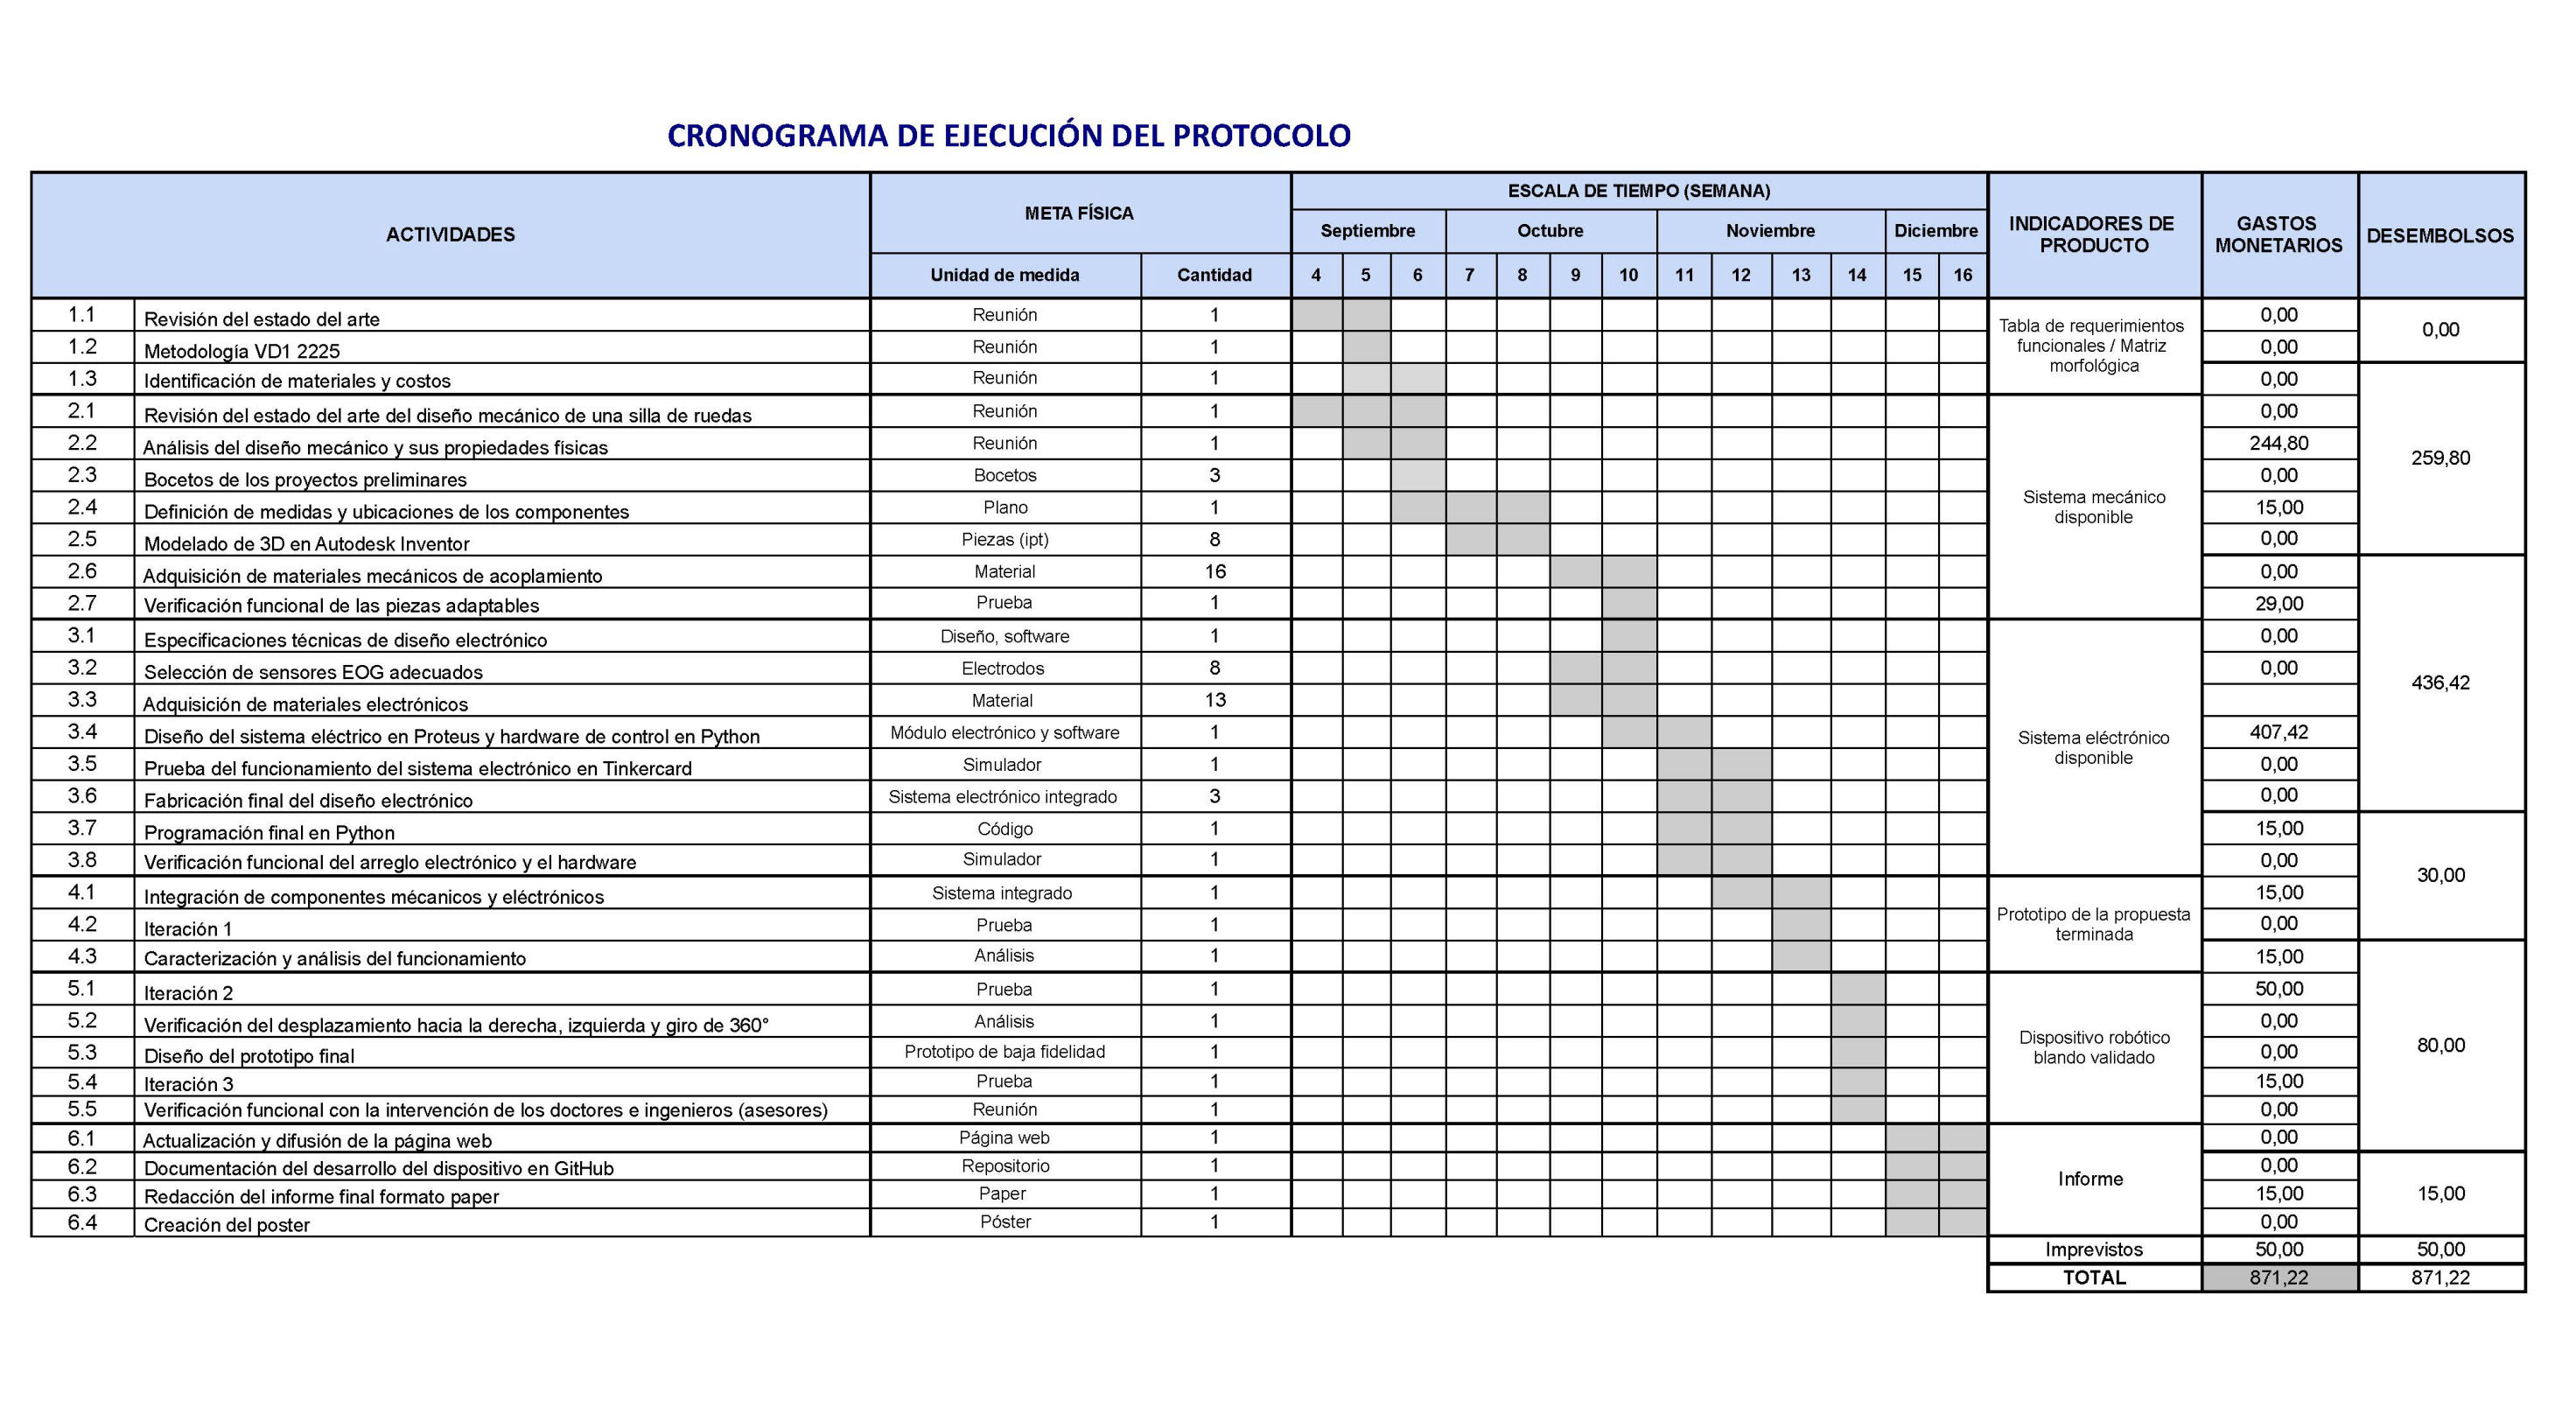 CRONOGRAMA DE EJECUCIÓN DEL PROTOCOLO
ACTIVIDADES
META FÍSICA
ESCALA DE TIEMPO (SEMANA)
INDICADORES DE PRODUCTO
GASTOS MONETARIOS
DESEMBOLSOS
Septiembre Octubre Noviembre Diciembre
Unidad de medida Cantidad 4 5 6 7 8 9 10 11 12 13 14 15 16
1.1 Revisión del estado del arte Reunión 1 0,00
1.2 Metodología VD1 2225 Reunión 1 0,00
1.3 Identificación de materiales y costos Reunión 1 0,00
Tabla de requerimientos
funcionales / Matriz
morfológica
0,00
2.1 Revisión del estado del arte del diseño mecánico de una silla de ruedas Reunión 1 0,00
2.2 Análisis del diseño mecánico y sus propiedades físicas Reunión 1 244,80
2.3 Bocetos de los proyectos preliminares Bocetos 3 0,00
2.4 Definición de medidas y ubicaciones de los componentes Plano 1 15,00
2.5 Modelado de 3D en Autodesk Inventor Piezas (ipt) 8 0,00
2.6 Adquisición de materiales mecánicos de acoplamiento Material 16 0,00
2.7 Verificación funcional de las piezas adaptables Prueba 1 29,00
Sistema mecánico
disponible
259,80
3.1 Especificaciones técnicas de diseño electrónico Diseño, software 1 0,00
3.2 Selección de sensores EOG adecuados Electrodos 8 0,00
3.3 Adquisición de materiales electrónicos Material 13
3.4 Diseño del sistema eléctrico en Proteus y hardware de control en Python Módulo electrónico y software 1 407,42
3.5 Prueba del funcionamiento del sistema electrónico en Tinkercard Simulador 1 0,00
3.6 Fabricación final del diseño electrónico Sistema electrónico integrado 3 0,00
3.7 Programación final en Python Código 1 15,00
3.8 Verificación funcional del arreglo electrónico y el hardware Simulador 1 0,00
Sistema eléctrónico
disponible
436,42
4.1 Integración de componentes mécanicos y eléctrónicos Sistema integrado 1 15,00
4.2 Iteración 1 Prueba 1 0,00
4.3 Caracterización y análisis del funcionamiento Análisis 1 15,00
Prototipo de la propuesta
terminada
30,00
5.1 Iteración 2 Prueba 1 50,00
5.2 Verificación del desplazamiento hacia la derecha, izquierda y giro de 360° Análisis 1 0,00
5.3 Diseño del prototipo final Prototipo de baja fidelidad 1 0,00
5.4 Iteración 3 Prueba 1 15,00
5.5 Verificación funcional con la intervención de los doctores e ingenieros (asesores) Reunión 1 0,00
Dispositivo robótico
blando validado
80,00
6.1 Actualización y difusión de la página web Página web 1 0,00
6.2 Documentación del desarrollo del dispositivo en GitHub Repositorio 1 0,00
6.3 Redacción del informe final formato paper Paper 1 15,00
6.4 Creación del poster Póster 1 0,00
Informe
15,00
Imprevistos 50,00 50,00
TOTAL 871,22 871,22